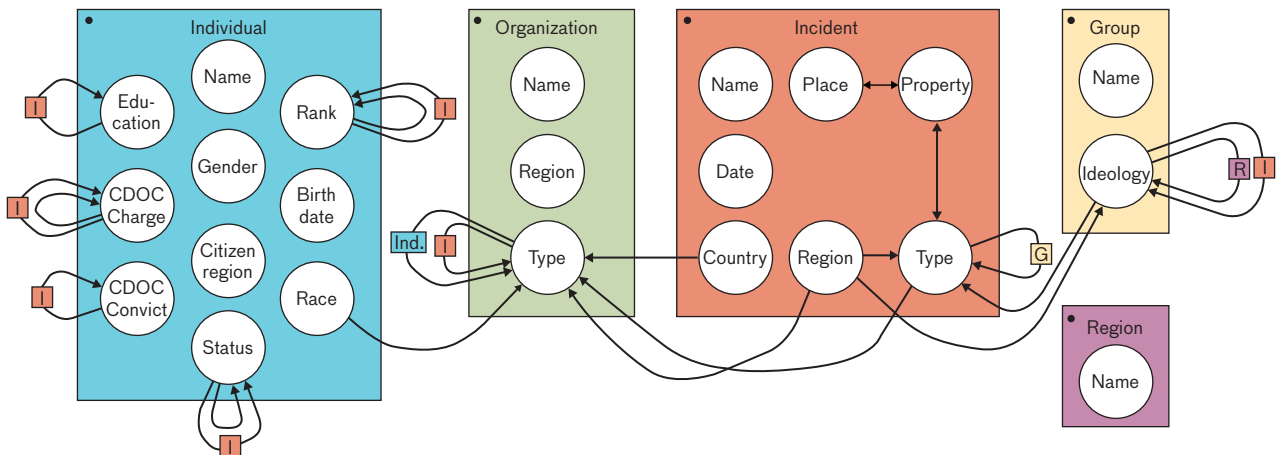 Individual
Name
Edu-
cation
Rank
I
I
Gender
CDOC
Charge
Birth
date
I
Citizen
region
CDOC
Convict
Race
I
Status
I
Organization
Name
Region
Type
Ind.
I
Incident
Name
Place
Property
Date
Country
Region
Type
G
Group
Name
Ideology
R
I
Region
Name